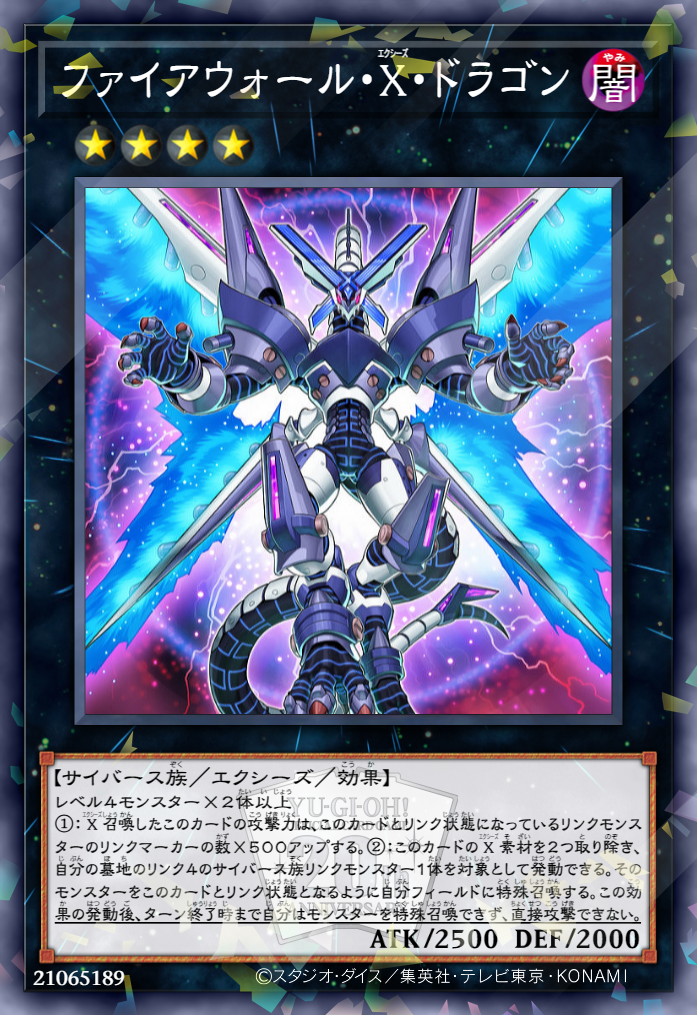 ファイアウォール・X・ドラゴン
闇
【サイバース族／エクシーズ／効果】
レベル4モンスター×2体以上
①：X召喚したこのカードの攻撃力は、このカードとリンク状態になっているリンクモンス
ターのリンクマーカーの数×500アップする。②：このカードのX素材を2つ取り除き、
自分の墓地のリンク4のサイバース族リンクモンスター1体を対象として発動できる。その
モンスターをこのカードとリンク状態となるように自分フィールドに特殊召喚する。この効
果の発動後、ターン終了時まで自分はモンスターを特殊召喚できず、直接攻撃できない。
ATK/2500 DEF/2000
21065189 ©スタジオ・ダイス／集英社・テレビ東京・KONAMI